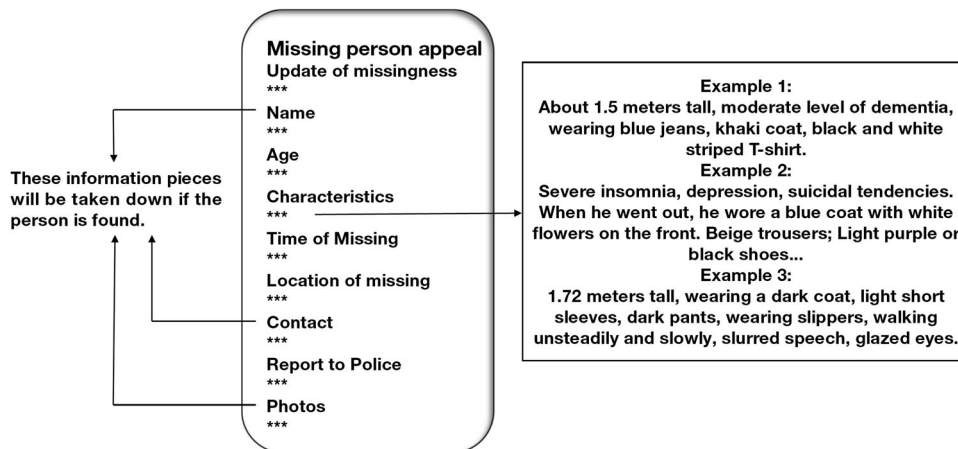 Missing person appeal
Update of missingness
***
Name
***
Age
***
Characteristics
***
Time of Missing
***
Location of missing
***
Contact
***
Report to Police
***
Photos
***
These information pieces
will be taken down if the
person is found.
Example 1:
About 1.5 meters tall, moderate level of dementia,
wearing blue jeans, khaki coat, black and white
striped T-shirt.
Example 2:
Severe insomnia, depression, suicidal tendencies.
When he went out, he wore a blue coat with white
flowers on the front. Beige trousers; Light purple or
black shoes...
Example 3:
1.72 meters tall, wearing a dark coat, light short
sleeves, dark pants, wearing slippers, walking
unsteadily and slowly, slurred speech, glazed eyes.